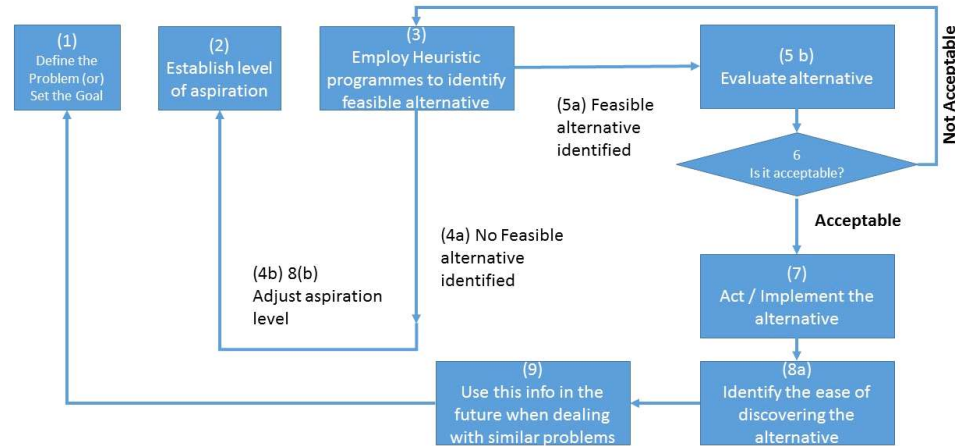 (1)
Define the
Problem (or)
Set the Goal
(2)
Establish level
of aspiration
(3)
Employ Heuristic
programmes to identify
feasible alternative
(5 b)
Evaluate alternative
Not Acceptable
(5a) Feasible
alternative
identified
6
Is it acceptable?
Acceptable
(4a) No Feasible
alternative
identified
(4b) 8(b)
Adjust aspiration
level
(7)
Act / Implement the
alternative
(8a)
Identify the ease of
discovering the
alternative
(9)
Use this info in the
future when dealing
with similar problems